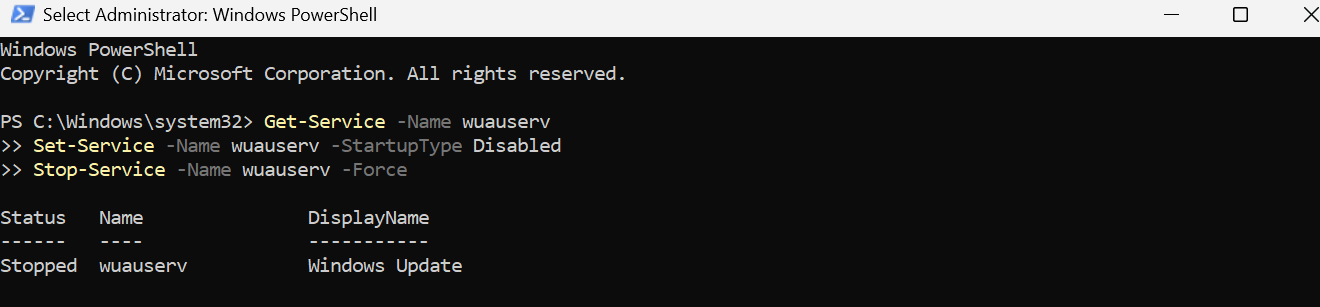 Select Administrator: Windows PowerShell
Windows PowerShell
Copyright (C) Microsoft Corporation. All rights reserved.
PS C:\Windows\system32> Get-Service -Name wuauserv
>> Set-Service -Name wuauserv -StartupType Disabled
>> Stop-Service -Name wuauserv -Force
Status   Name               DisplayName
------   ----               -----------
Stopped  wuauserv           Windows Update